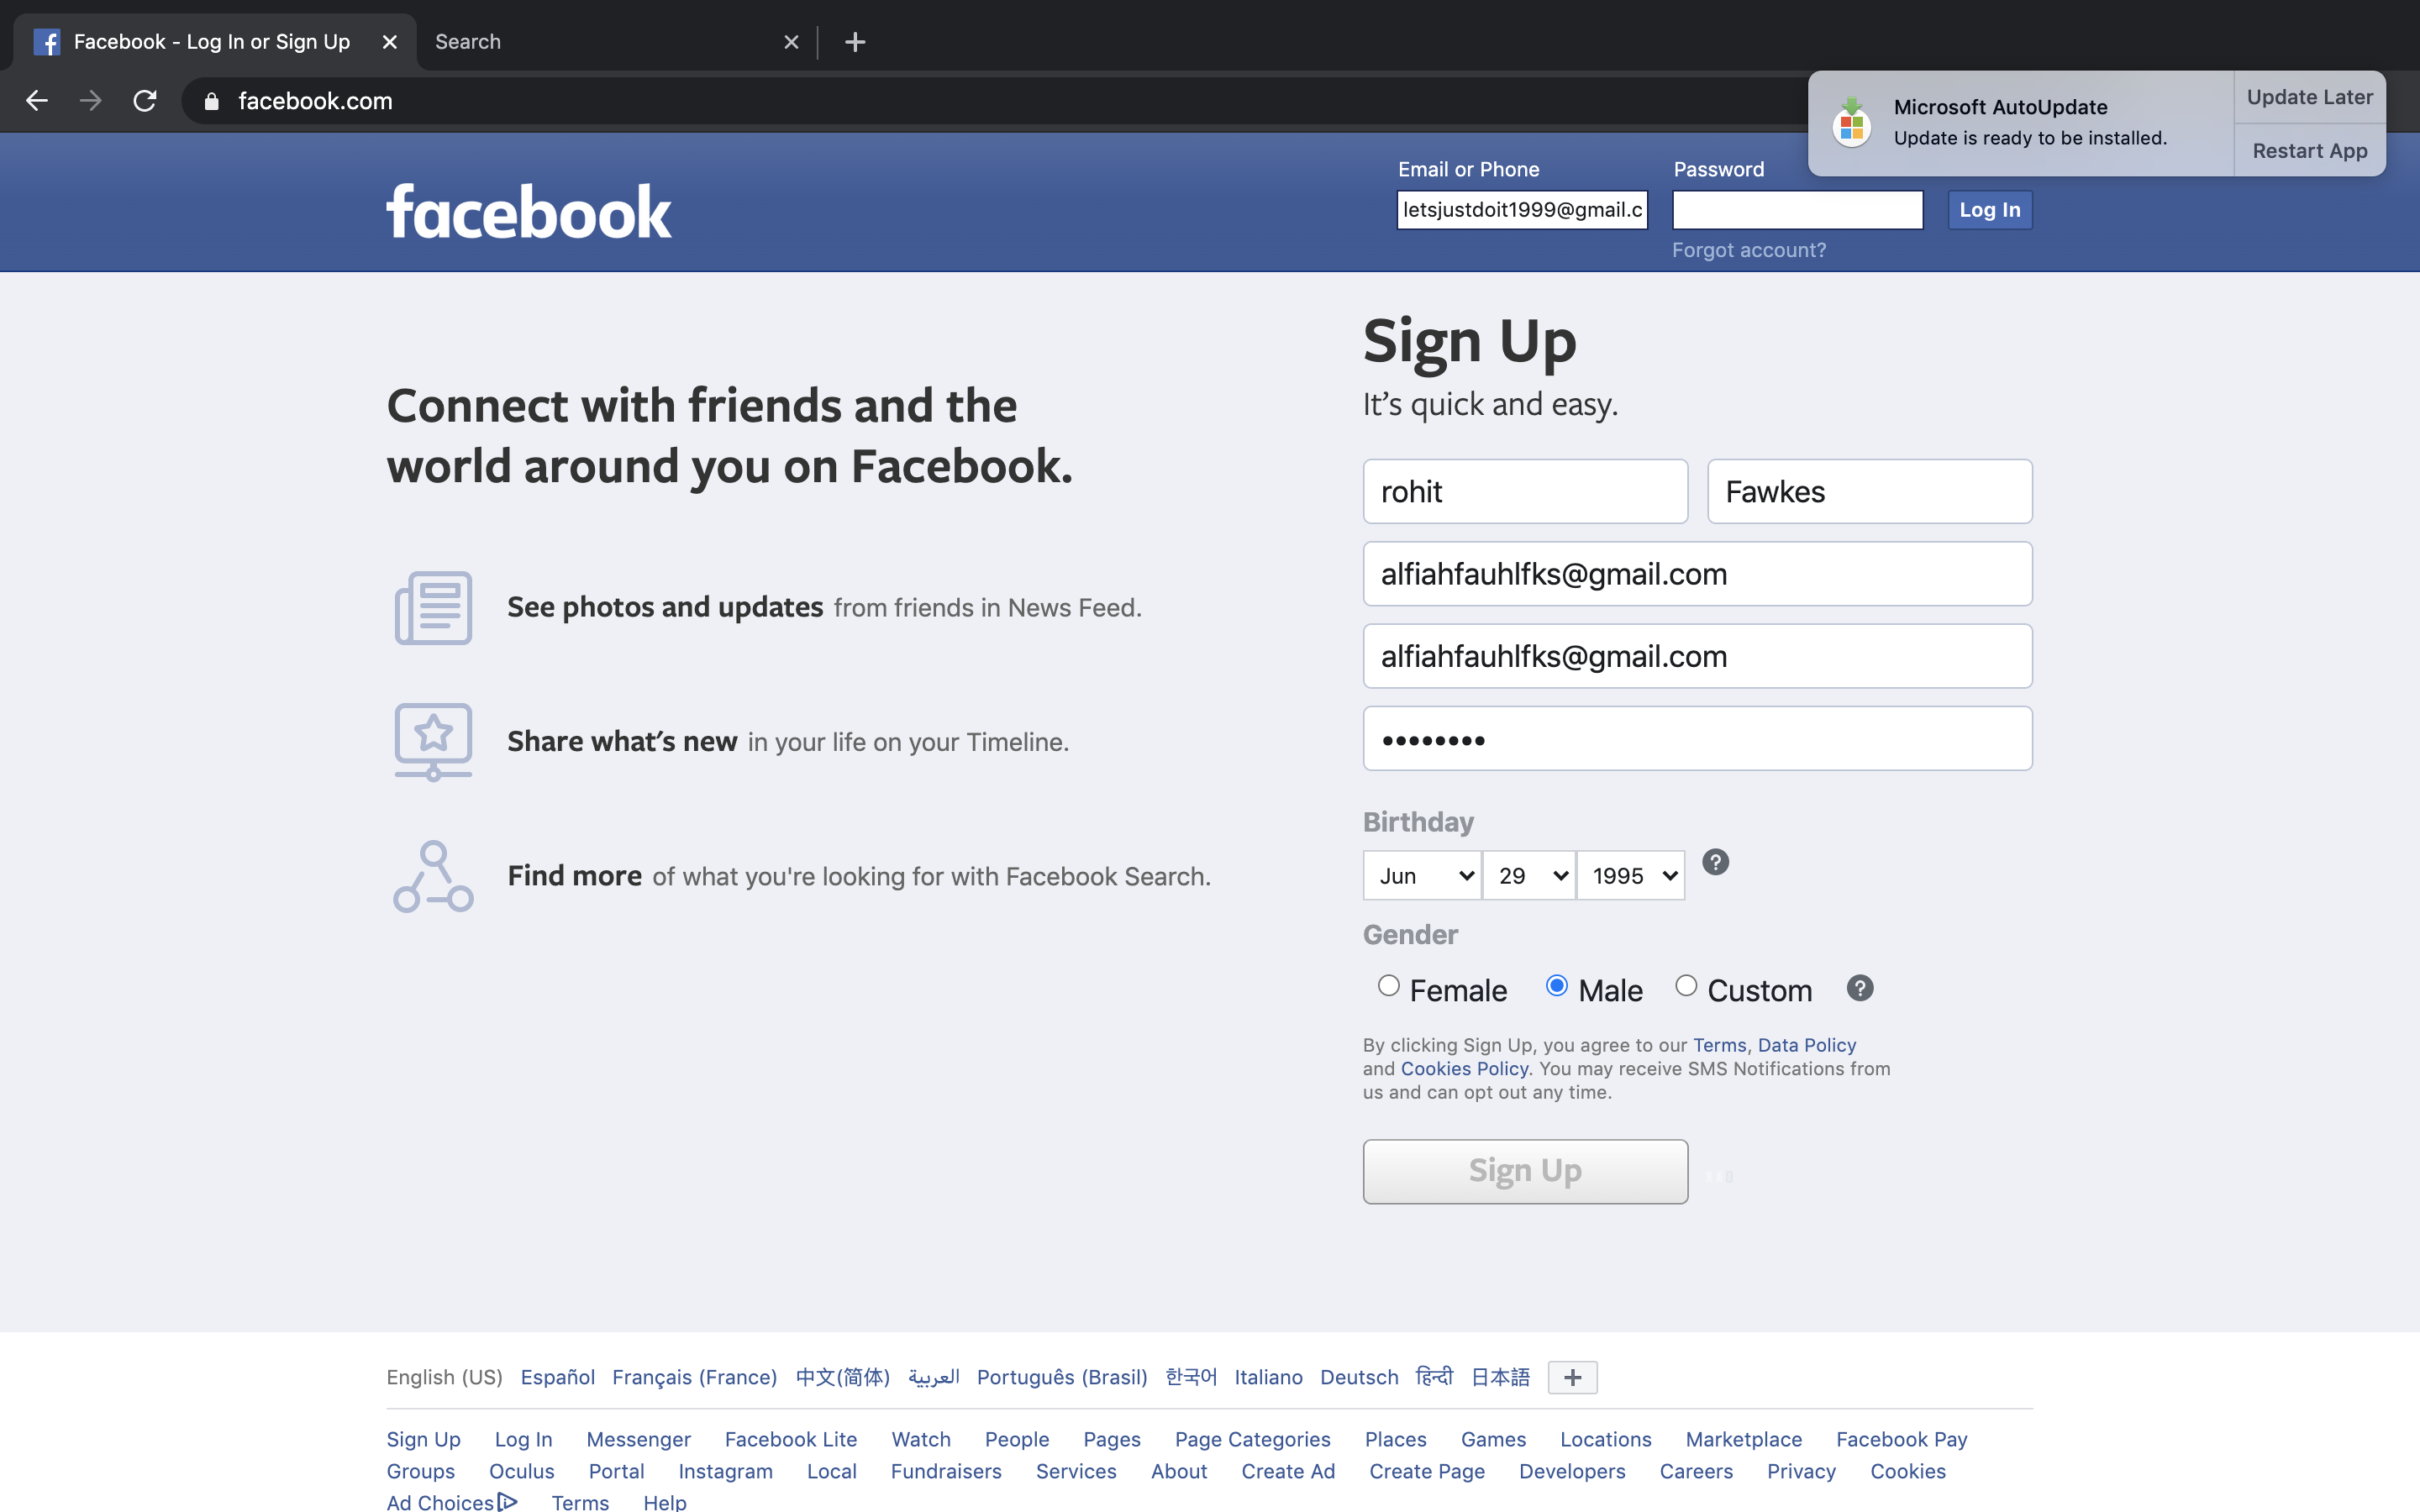 Facebook - Log In or Sign Up
Search
facebook.com
Microsoft AutoUpdate
Update is ready to be installed.
Update Later
Restart App
facebook
Email or Phone
Password
letsjustdoit1999@gmail.c
Log In
Forgot account?
Connect with friends and the
world around you on Facebook.
See photos and updates from friends in News Feed.
Share what's new in your life on your Timeline.
Find more of what you're looking for with Facebook Search.
Sign Up
It's quick and easy.
rohit Fawkes
alfiahfauhlfks@gmail.com
alfiahfauhlfks@gmail.com
••••••••
Birthday
Jun 29 1995 ?
Gender
Female Male Custom ?
By clicking Sign Up, you agree to our Terms, Data Policy
and Cookies Policy. You may receive SMS Notifications from
us and can opt out any time.
Sign Up
English (US) Español Français (France) 中文(简体) العربية Português (Brasil) 한국어 Italiano Deutsch हिन्दी 日本語 +
Sign Up Log In Messenger Facebook Lite Watch People Pages Page Categories Places Games Locations Marketplace Facebook Pay
Groups Oculus Portal Instagram Local Fundraisers Services About Create Ad Create Page Developers Careers Privacy Cookies
Ad Choices Terms Help